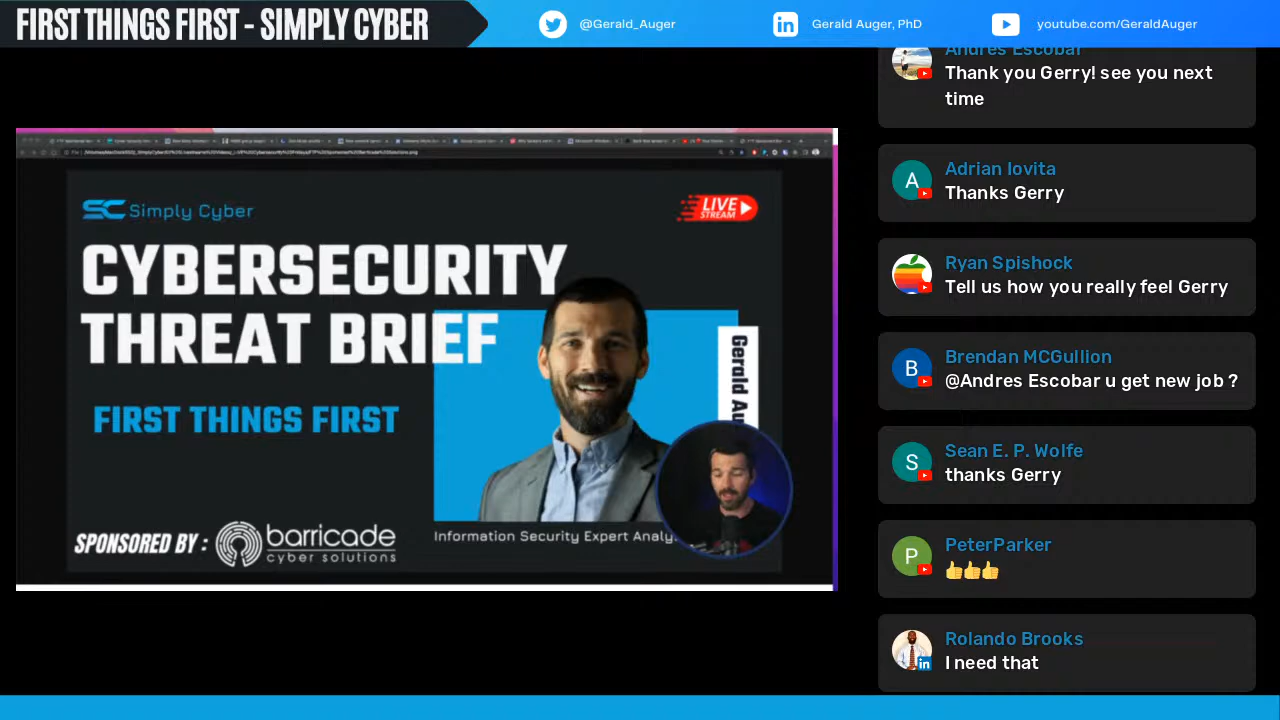 FIRST THINGS FIRST - SIMPLY CYBER
@Gerald_Auger
Gerald Auger, PhD
youtube.com/GeraldAuger
SC Simply Cyber
LIVE
STREAM
CYBERSECURITY
THREAT BRIEF
FIRST THINGS FIRST
Gerald Au
SPONSORED BY : barricade
cyber solutions
Information Security Expert Analy
Andres Escobar
Thank you Gerry! see you next
time
A
Adrian Iovita
Thanks Gerry
Ryan Spishock
Tell us how you really feel Gerry
B
Brendan MCGullion
@Andres Escobar u get new job ?
S
Sean E. P. Wolfe
thanks Gerry
P
PeterParker
👍👍👍
Rolando Brooks
I need that